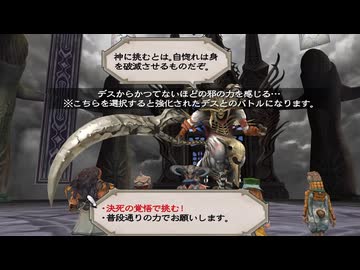 神に挑むとは、自惚れは身
を破滅させるものだぞ。
デスからかつてないほどの邪の力を感じる…
※こちらを選択すると強化されたデスとのバトルになります。
・決死の覚悟で挑む!
・普段通りの力でお願いします。